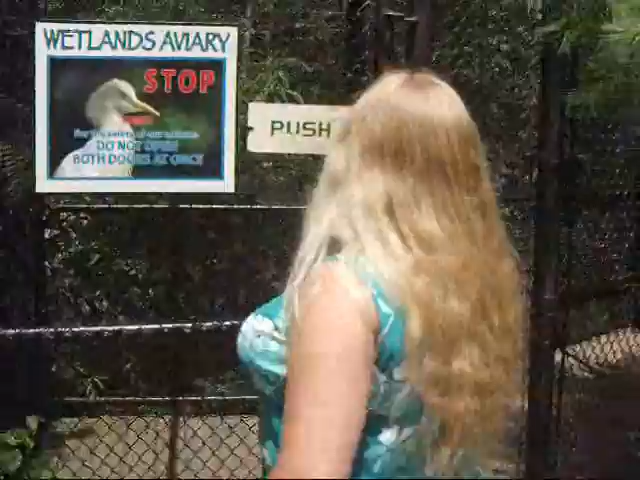 WETLANDS AVIARY
STOP
DO NOT OPEN
BOTH DOORS AT ONCE
PUSH